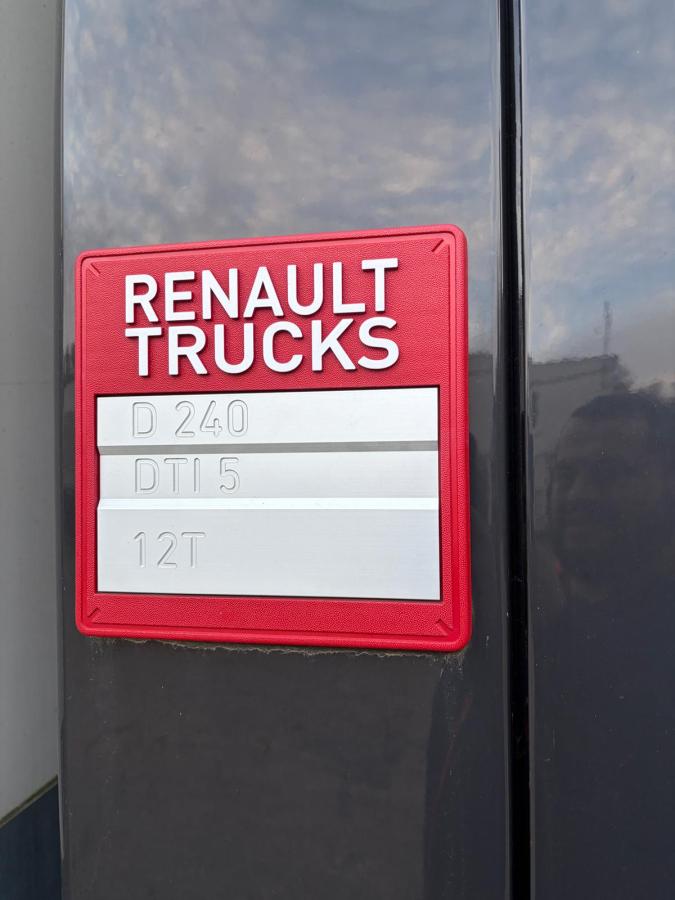 RENAULT
TRUCKS
D 240
DTI 5
12T